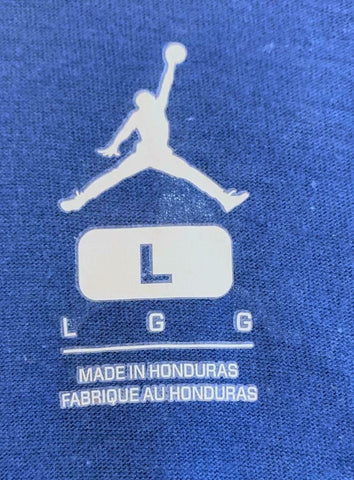 L
L G G
MADE IN HONDURAS
FABRIQUE AU HONDURAS